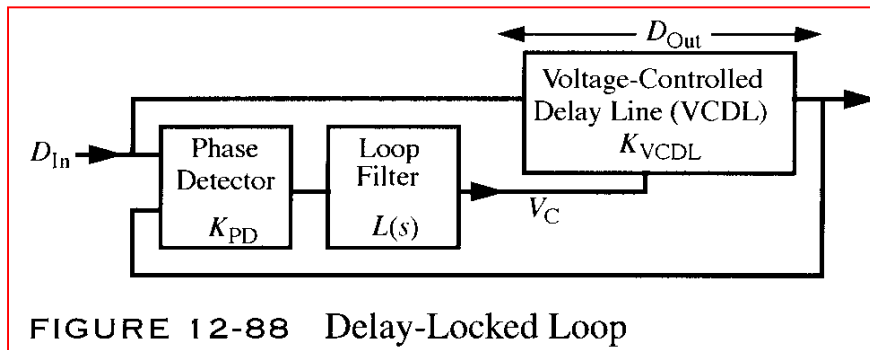 D_Out
Voltage-Controlled
Delay Line (VCDL)
K_VCDL
D_In
Phase
Detector
K_PD
Loop
Filter
L(s)
V_C
FIGURE 12-88 Delay-Locked Loop